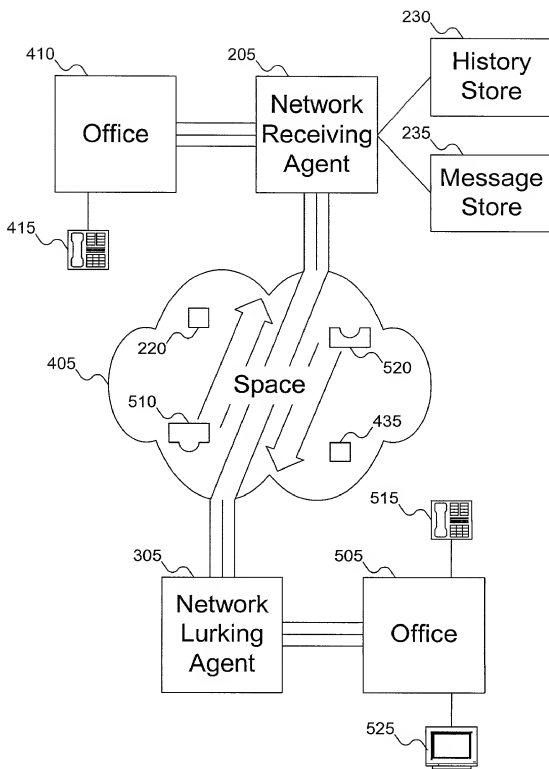 410
205
230
History
Store
Office
Network
Receiving
Agent
235
Message
Store
415
220
520
405
Space
510
435
515
305
505
Network
Lurking
Agent
Office
525